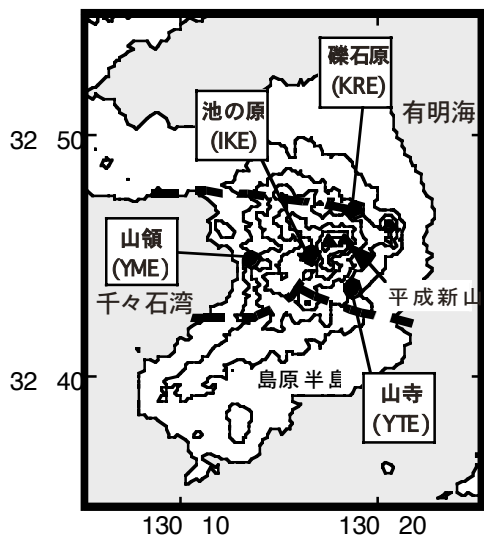 礫石原
(KRE)
池の原
(IKE)
有明海
32 50
山領
(YME)
千々石湾
平成新山
32 40
島原半島
山寺
(YTE)
130 10
130 20